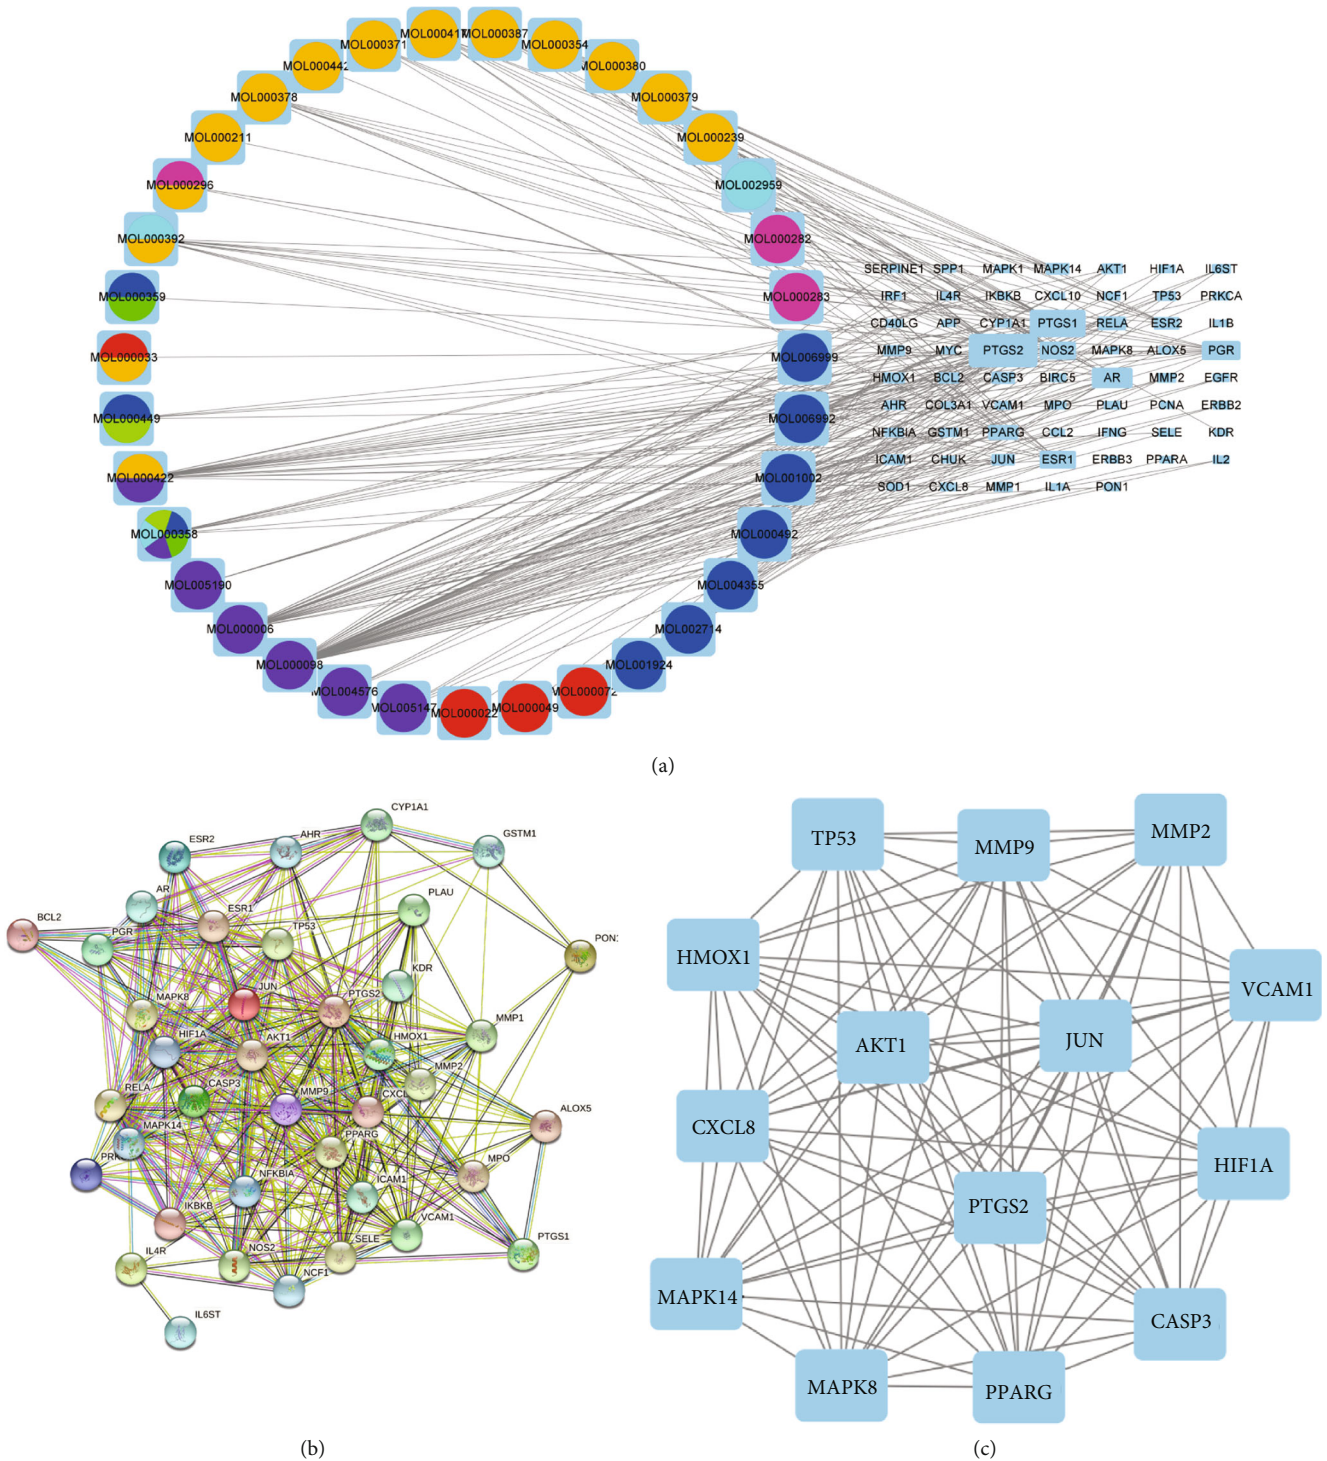 MOL000371
MOL000417
MOL000387
MOL000354
MOL000442
MOL000380
MOL000378
MOL000379
MOL000211
MOL000239
MOL000296
MOL002959
MOL000392
MOL000282
MOL000359
MOL000283
MOL000033
MOL006999
MOL000449
MOL006992
MOL000422
MOL001002
MOL000358
MOL000492
MOL005190
MOL004355
MOL000006
MOL002714
MOL000098
MOL001924
MOL004576
MOL000072
MOL005147
MOL000022
MOL000049
SERPINE1 SPP1 MAPK1 MAPK14 AKT1 HIF1A IL6ST
IRF1 IL4R IKBKB CXCL10 NCF1 TP53 PRKCA
CD40LG APP CYP1A1 PTGS1 RELA ESR2 IL1B
MMP9 MYC PTGS2 NOS2 MAPK8 ALOX5 PGR
HMOX1 BCL2 CASP3 BIRC5 AR MMP2 EGFR
AHR COL3A1 VCAM1 MPO PLAU PCNA ERBB2
NFKBIA GSTM1 PPARG CCL2 IFNG SELE KDR
ICAM1 CHUK JUN ESR1 ERBB3 PPARA IL2
SOD1 CXCL8 MMP1 IL1A PON1
(a)
CYP1A1
GSTM1
ESR2
AHR
AR
PLAU
BCL2
ESR1
PGR
TP53
PON1
KDR
MAPK8
JUN
PTGS2
MMP1
HIF1A
AKT1
HMOX1
MMP2
RELA
CASP3
MMP9
CXCL
ALOX5
MAPK14
PPARG
PRK
NFKBIA
ICAM1
MPO
IKBKB
VCAM1
IL4R
NOS2
SELE
PTGS1
NCF1
IL6ST
(b)
TP53
MMP9
MMP2
HMOX1
VCAM1
AKT1
JUN
CXCL8
HIF1A
PTGS2
MAPK14
CASP3
MAPK8
PPARG
(c)